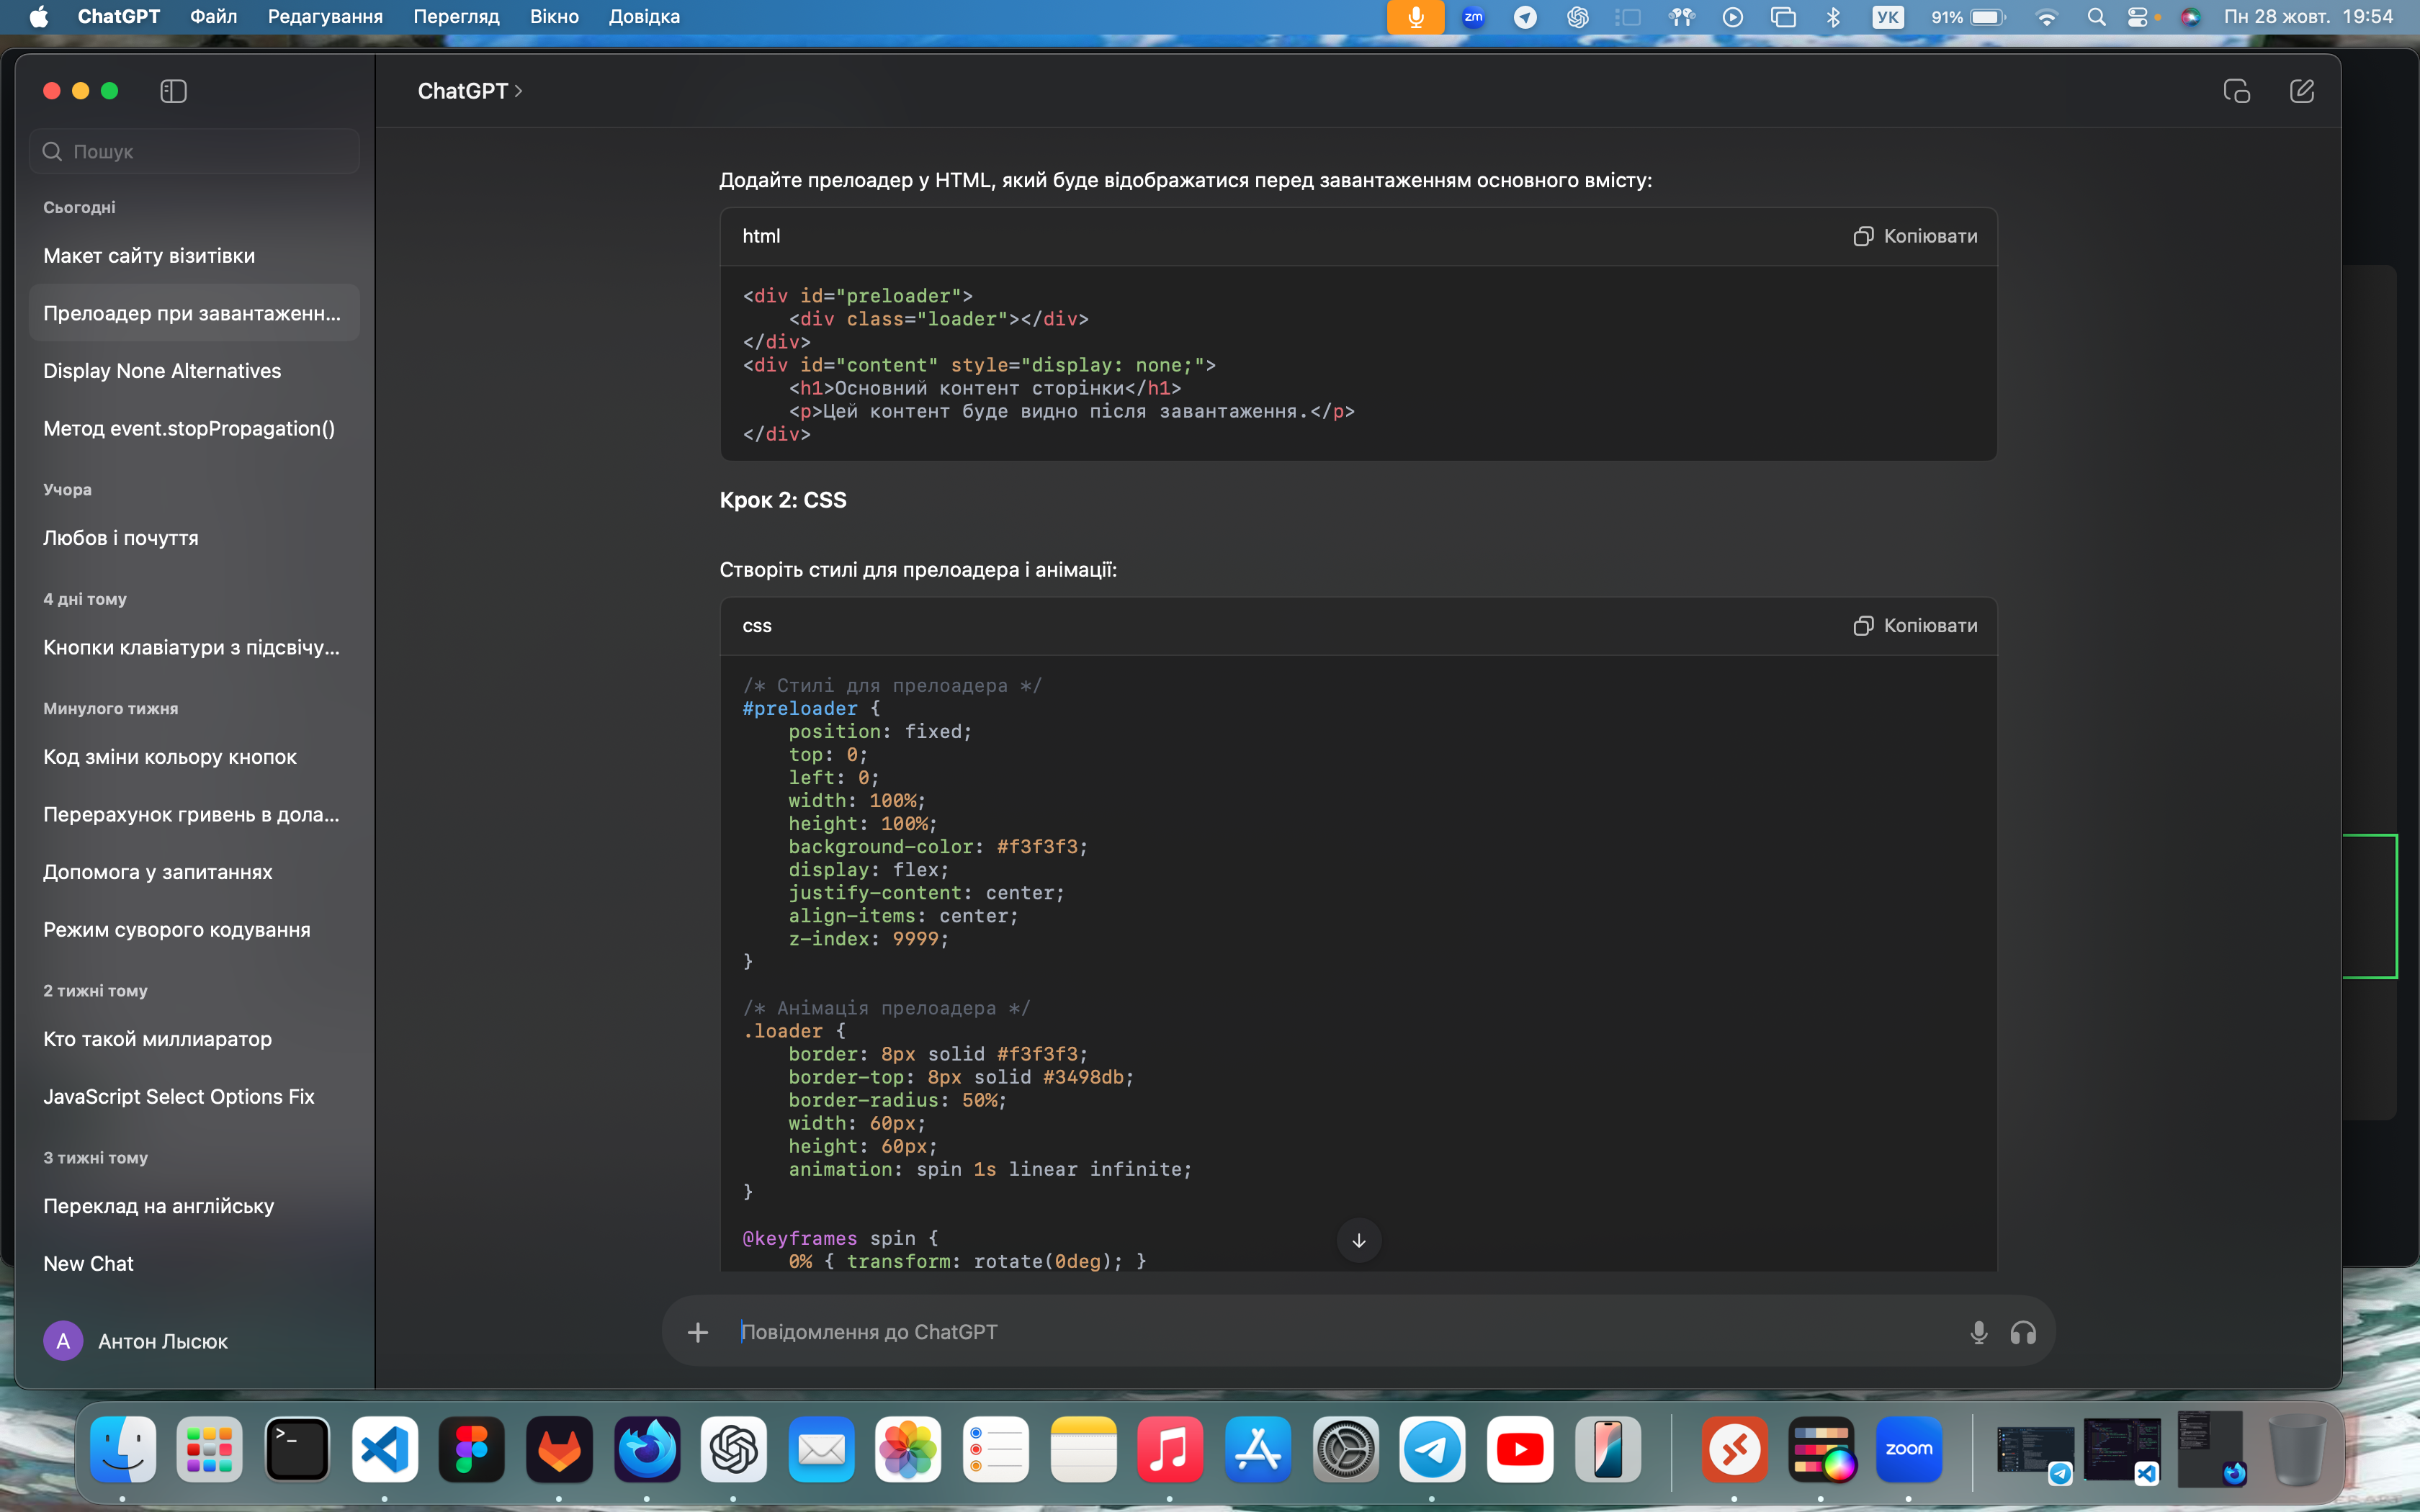 ChatGPT Файл Редагування Перегляд Вікно Довідка
zm УК 91% Пн 28 жовт. 19:54
ChatGPT
Пошук
Сьогодні
Макет сайту візитівки
Прелоадер при завантаженн...
Display None Alternatives
Метод event.stopPropagation()
Учора
Любов і почуття
4 дні тому
Кнопки клавіатури з підсвічу...
Минулого тижня
Код зміни кольору кнопок
Перерахунок гривень в дола...
Допомога у запитаннях
Режим суворого кодування
2 тижні тому
Кто такой миллиаратор
JavaScript Select Options Fix
3 тижні тому
Переклад на англійську
New Chat
А Антон Лысюк
Додайте прелоадер у HTML, який буде відображатися перед завантаженням основного вмісту:
html Копіювати
<div id="preloader">
    <div class="loader"></div>
</div>
<div id="content" style="display: none;">
    <h1>Основний контент сторінки</h1>
    <p>Цей контент буде видно після завантаження.</p>
</div>
Крок 2: CSS
Створіть стилі для прелоадера і анімації:
css Копіювати
/* Стилі для прелоадера */
#preloader {
    position: fixed;
    top: 0;
    left: 0;
    width: 100%;
    height: 100%;
    background-color: #f3f3f3;
    display: flex;
    justify-content: center;
    align-items: center;
    z-index: 9999;
}
/* Анімація прелоадера */
.loader {
    border: 8px solid #f3f3f3;
    border-top: 8px solid #3498db;
    border-radius: 50%;
    width: 60px;
    height: 60px;
    animation: spin 1s linear infinite;
}
@keyframes spin {
    0% { transform: rotate(0deg); }
Повідомлення до ChatGPT
>_
zoom